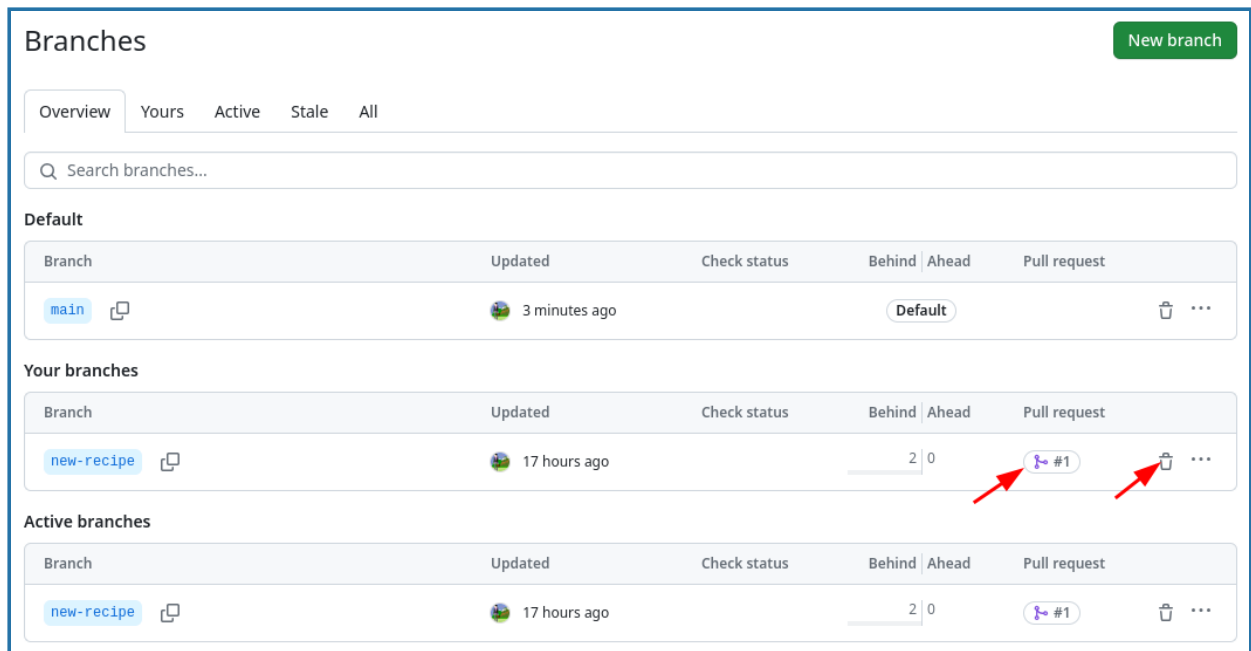 Branches
New branch
Overview Yours Active Stale All
Search branches...
Default
Branch Updated Check status Behind Ahead Pull request
main 3 minutes ago Default
Your branches
Branch Updated Check status Behind Ahead Pull request
new-recipe 17 hours ago 2 0 #1
Active branches
Branch Updated Check status Behind Ahead Pull request
new-recipe 17 hours ago 2 0 #1